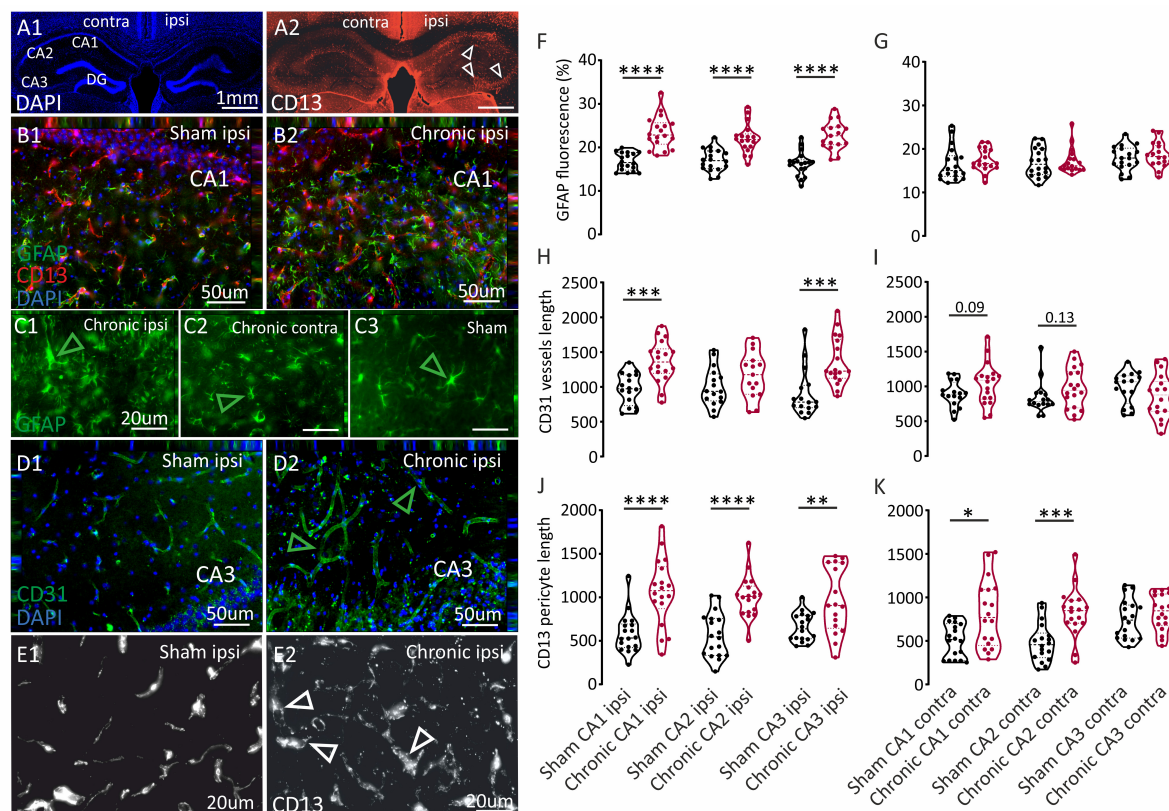 A1
contra
ipsi
CA1
CA2
CA3
DG
DAPI
1mm
A2
contra
ipsi
CD13
B1
Sham ipsi
CA1
GFAP
CD13
DAPI
50um
B2
Chronic ipsi
CA1
50um
C1
Chronic ipsi
GFAP
20um
C2
Chronic contra
C3
Sham
D1
Sham ipsi
CA3
CD31
DAPI
50um
D2
Chronic ipsi
CA3
50um
E1
Sham ipsi
20um
E2
Chronic ipsi
CD13
20um
F
GFAP fluorescence (%)
40
30
20
10
0
****
****
****
G
40
30
20
10
0
H
CD31 vessels length
2500
2000
1500
1000
500
0
***
***
I
2500
2000
1500
1000
500
0
0.09
0.13
J
CD13 pericyte length
2000
1500
1000
500
0
****
****
**
Sham CA1 ipsi
Chronic CA1 ipsi
Sham CA2 ipsi
Chronic CA2 ipsi
Sham CA3 ipsi
Chronic CA3 ipsi
K
2000
1500
1000
500
0
*
***
Sham CA1 contra
Chronic CA1 contra
Sham CA2 contra
Chronic CA2 contra
Sham CA3 contra
Chronic CA3 contra